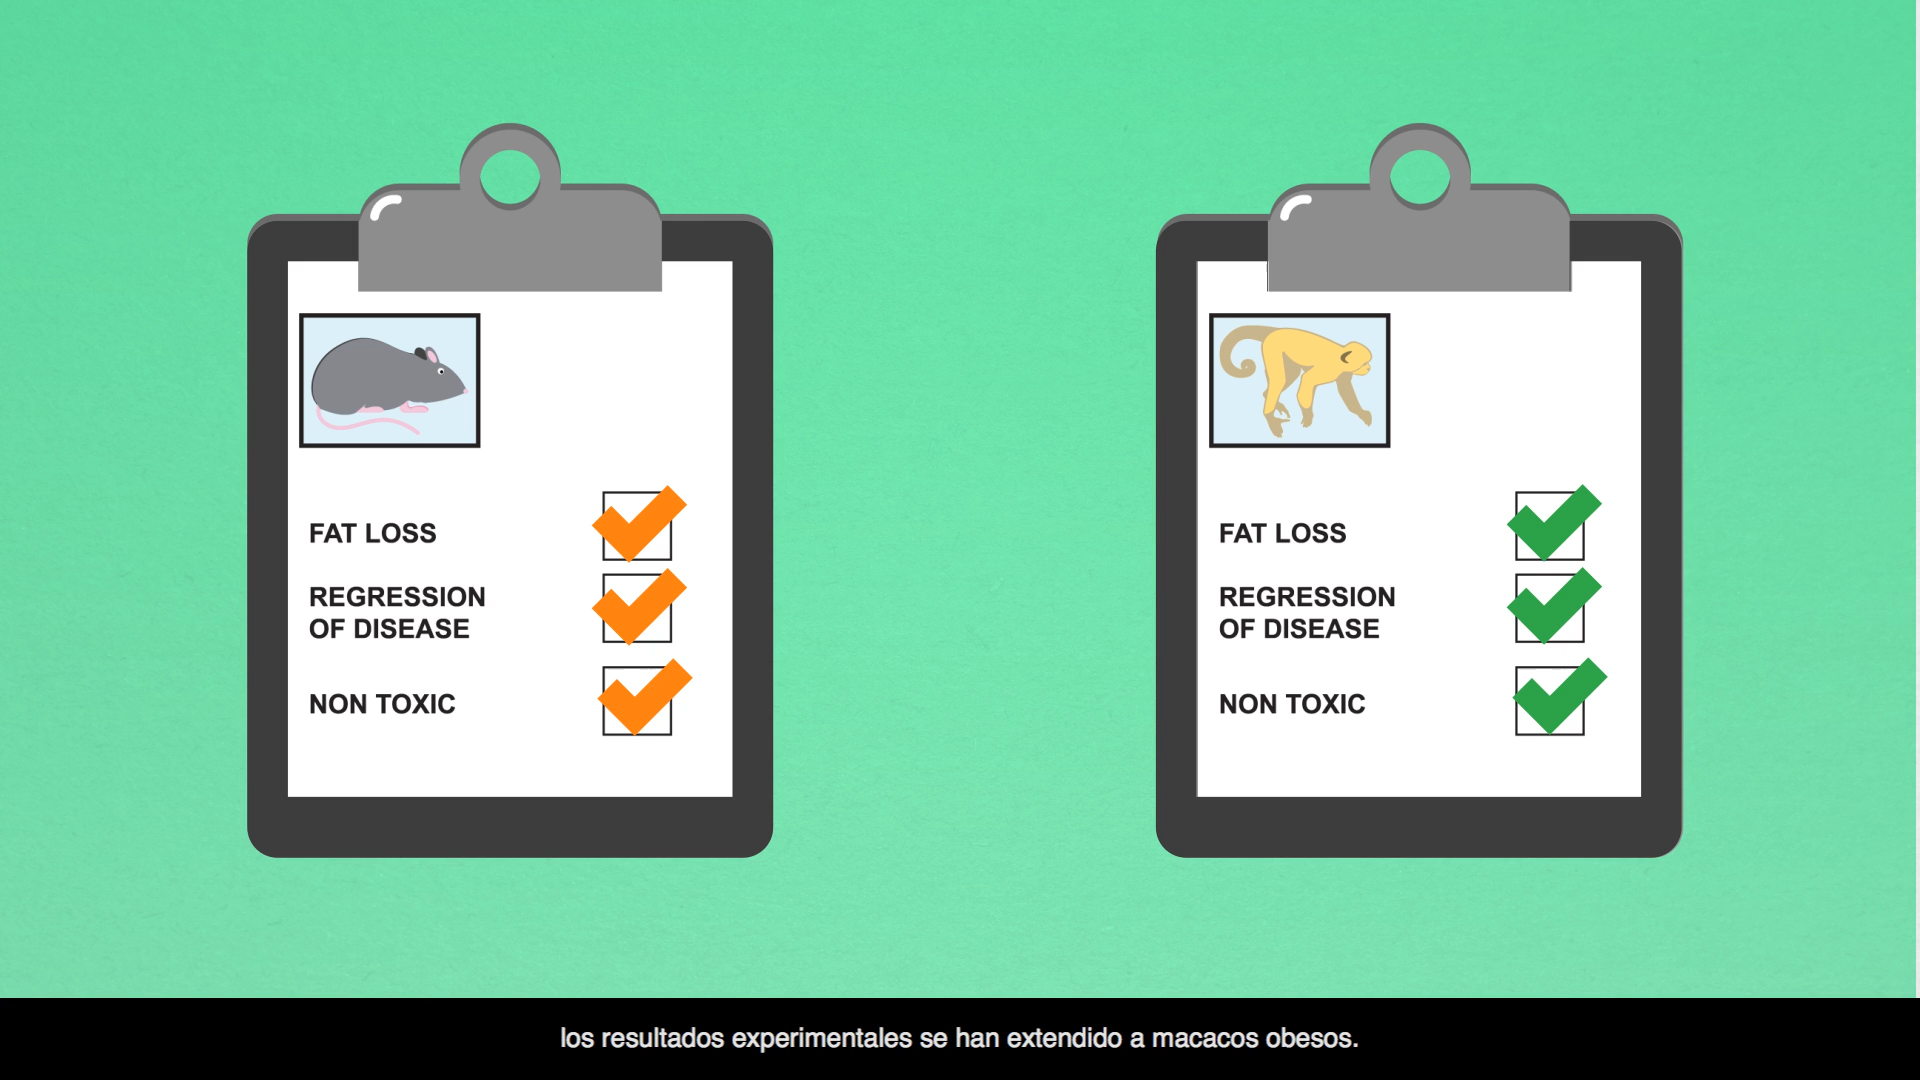 FAT LOSS
REGRESSION
OF DISEASE
NON TOXIC
FAT LOSS
REGRESSION
OF DISEASE
NON TOXIC
los resultados experimentales se han extendido a macacos obesos.